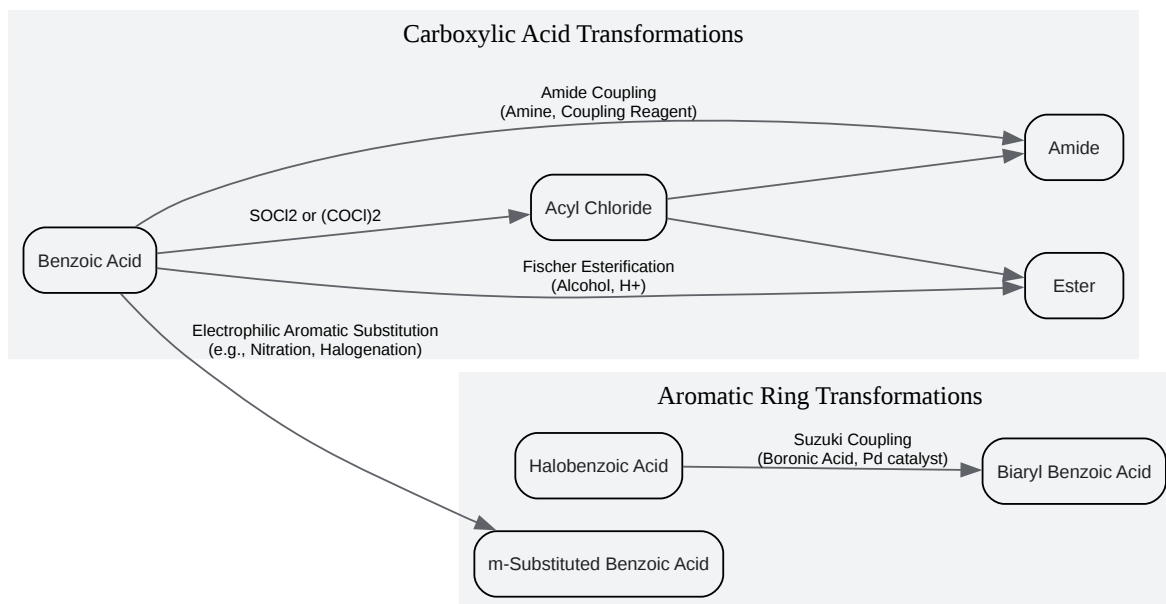 Carboxylic Acid Transformations
Amide Coupling
(Amine, Coupling Reagent)
Amide
SOCl2 or (COCl)2
Acyl Chloride
Benzoic Acid
Fischer Esterification
(Alcohol, H+)
Ester
Electrophilic Aromatic Substitution
(e.g., Nitration, Halogenation)
Aromatic Ring Transformations
Halobenzoic Acid
Suzuki Coupling
(Boronic Acid, Pd catalyst)
Biaryl Benzoic Acid
m-Substituted Benzoic Acid